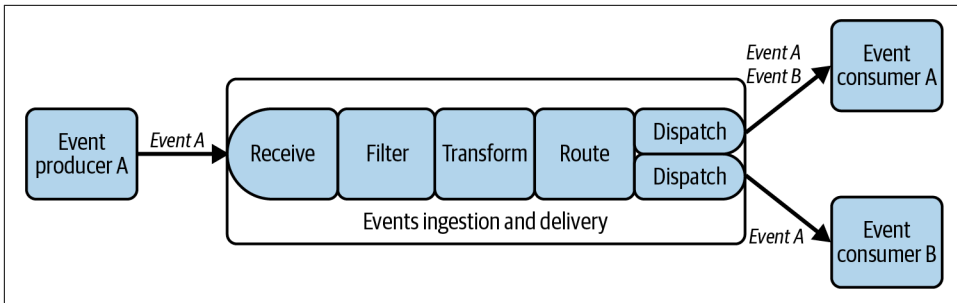 Event
producer A
Event A
Receive
Filter
Transform
Route
Dispatch
Dispatch
Events ingestion and delivery
Event A
Event B
Event
consumer A
Event A
Event
consumer B